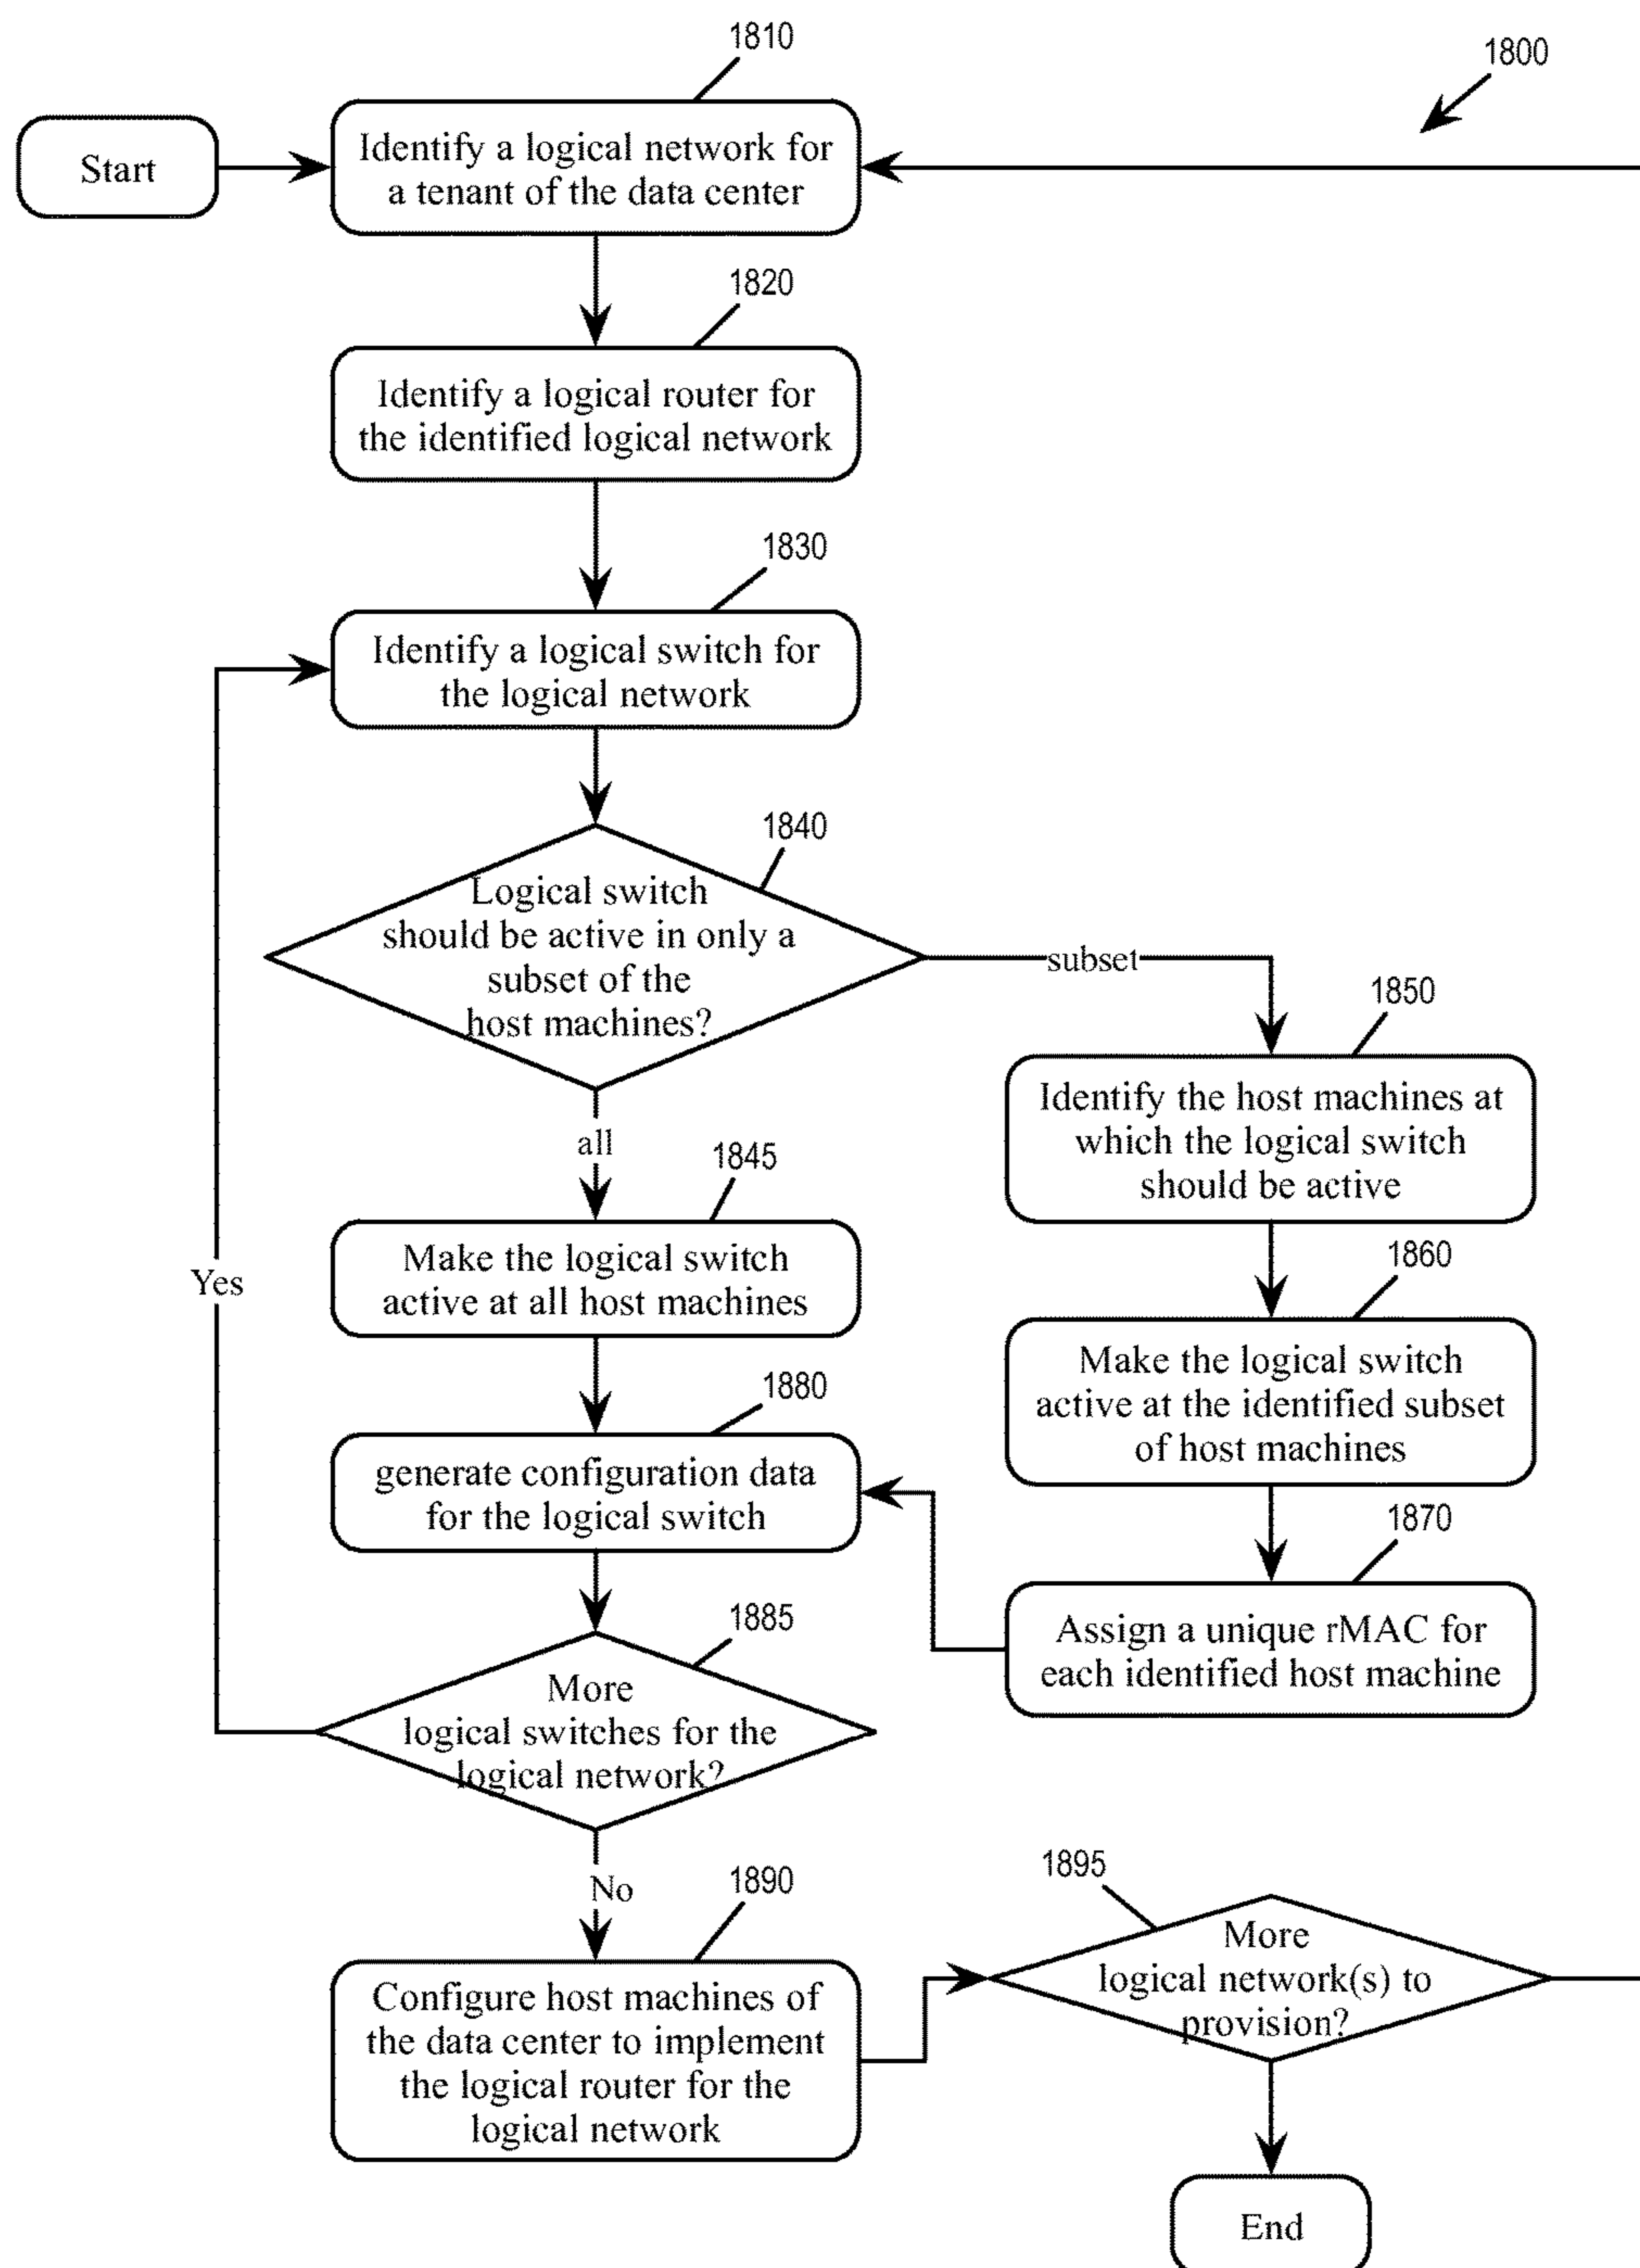 1810
1800
Start
Identify a logical network for
a tenant of the data center
1820
Identify a logical router for
the identified logical network
1830
Identify a logical switch for
the logical network
1840
Logical switch
should be active in only a
subset of the
host machines?
subset
1850
Identify the host machines at
which the logical switch
should be active
all
1845
Make the logical switch
active at all host machines
Yes
1860
Make the logical switch
active at the identified subset
of host machines
1880
generate configuration data
for the logical switch
1870
Assign a unique rMAC for
each identified host machine
1885
More
logical switches for the
logical network?
No
1890
Configure host machines of
the data center to implement
the logical router for the
logical network
1895
More
logical network(s) to
provision?
End